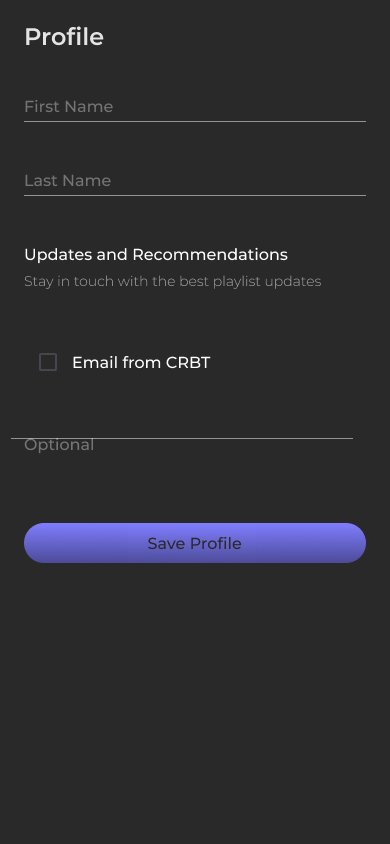 Profile
First Name
Last Name
Updates and Recommendations
Stay in touch with the best playlist updates
Email from CRBT
Optional
Save Profile